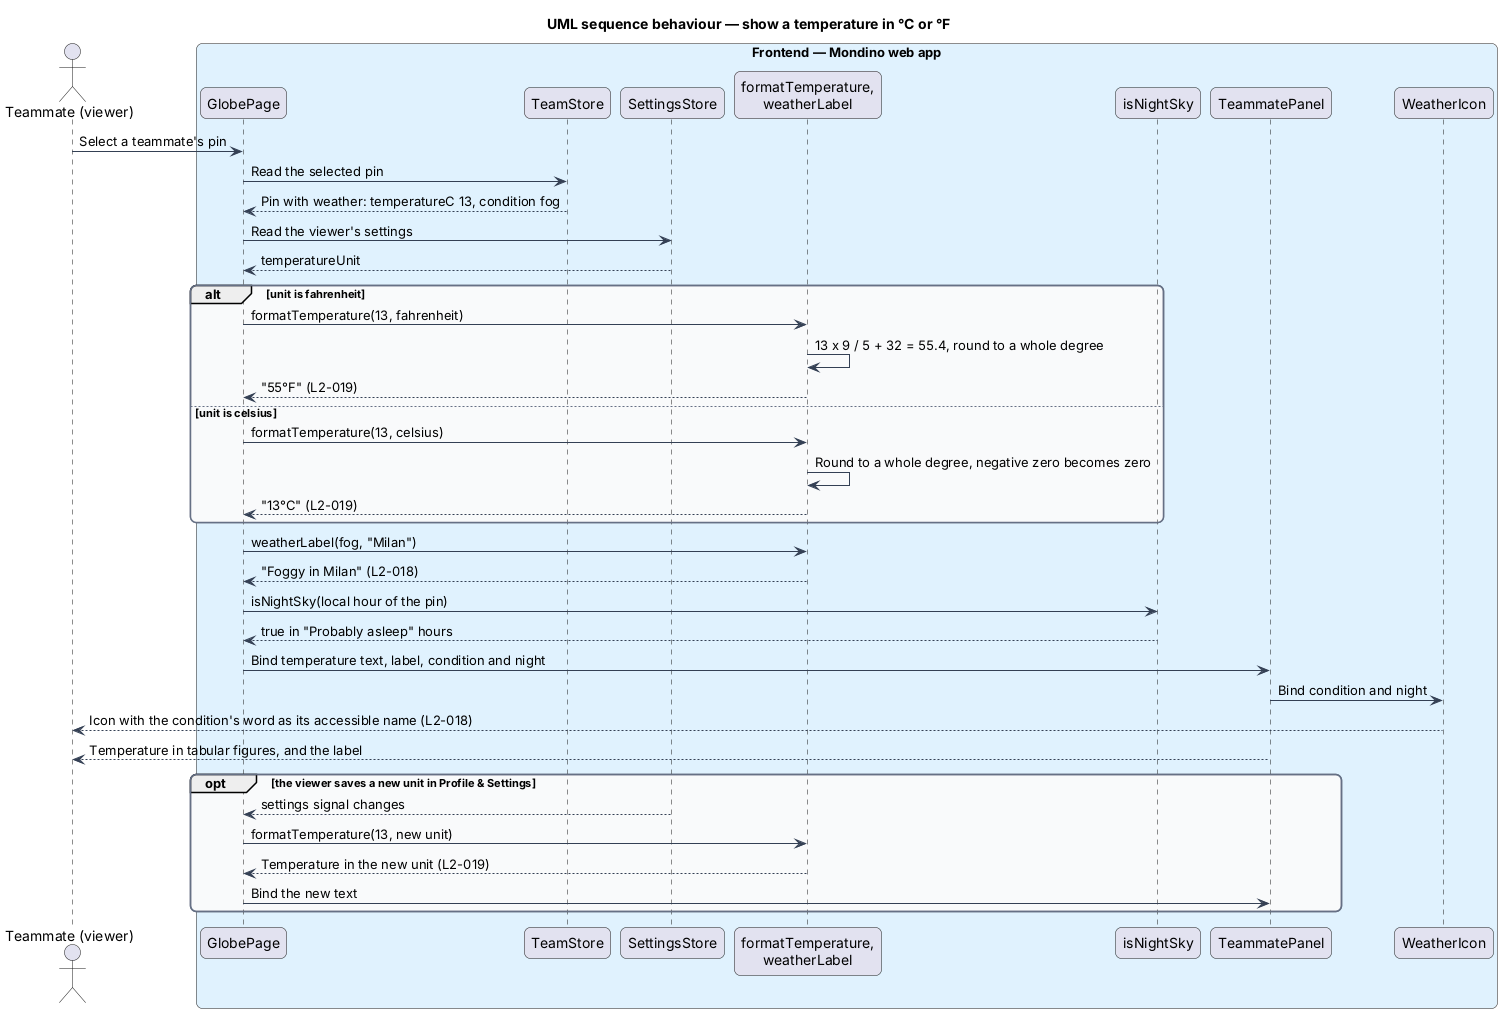 UML sequence behaviour — show a temperature in °C or °F
Frontend — Mondino web app
Teammate (viewer)
GlobePage
TeamStore
SettingsStore
formatTemperature,
weatherLabel
isNightSky
TeammatePanel
WeatherIcon
Select a teammate's pin
Read the selected pin
Pin with weather: temperatureC 13, condition fog
Read the viewer's settings
temperatureUnit
alt [unit is fahrenheit]
formatTemperature(13, fahrenheit)
13 x 9 / 5 + 32 = 55.4, round to a whole degree
"55°F" (L2-019)
[unit is celsius]
formatTemperature(13, celsius)
Round to a whole degree, negative zero becomes zero
"13°C" (L2-019)
weatherLabel(fog, "Milan")
"Foggy in Milan" (L2-018)
isNightSky(local hour of the pin)
true in "Probably asleep" hours
Bind temperature text, label, condition and night
Bind condition and night
Icon with the condition's word as its accessible name (L2-018)
Temperature in tabular figures, and the label
opt [the viewer saves a new unit in Profile & Settings]
settings signal changes
formatTemperature(13, new unit)
Temperature in the new unit (L2-019)
Bind the new text
Teammate (viewer)
GlobePage
TeamStore
SettingsStore
formatTemperature,
weatherLabel
isNightSky
TeammatePanel
WeatherIcon